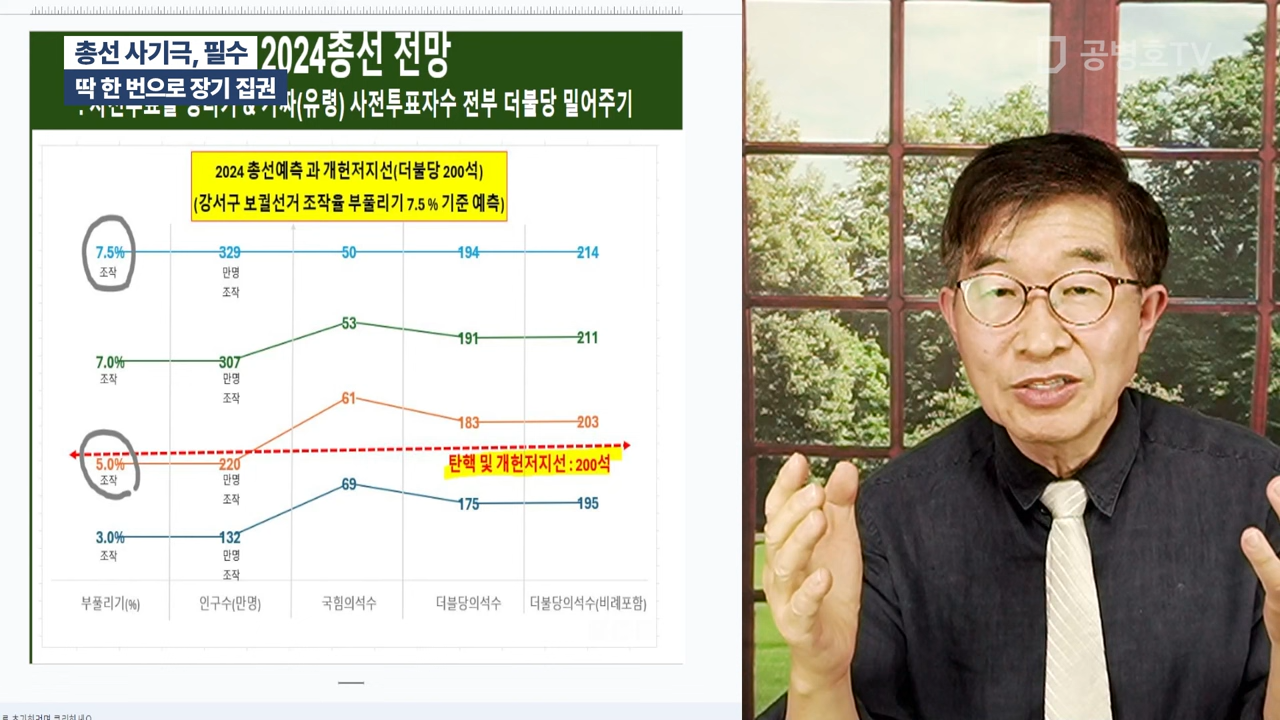 총선 사기극, 필수
딱 한 번으로 장기 집권
2024총선 전망
(유령) 사전투표자수 전부 더불당 밀어주기
공병호TV
2024 총선예측 과 개헌저지선(더불당 200석)
(강서구 보궐선거 조작율 부풀리기 7.5 % 기준 예측)
7.5% 329 50 194 214
조작 만명
조작
53
191 211
7.0% 307
조작 만명
조작
61
183 203
5.0% 220
탄핵 및 개헌저지선 : 200석
조작 만명
조작
69
175 195
3.0% 132
조작 만명
조작
부풀리기(%) 인구수(만명) 국힘의석수 더블당의석수 더불당의석수(비례포함)